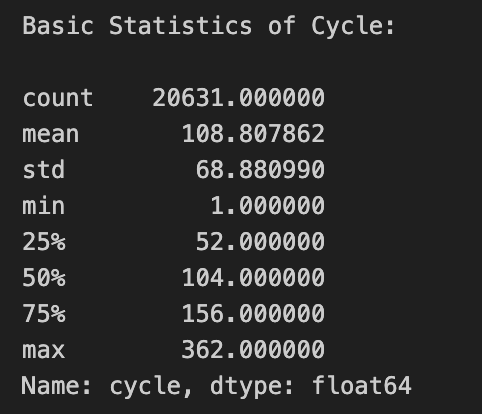 Basic Statistics of Cycle:
count    20631.000000
mean       108.807862
std         68.880990
min          1.000000
25%         52.000000
50%        104.000000
75%        156.000000
max        362.000000
Name: cycle, dtype: float64